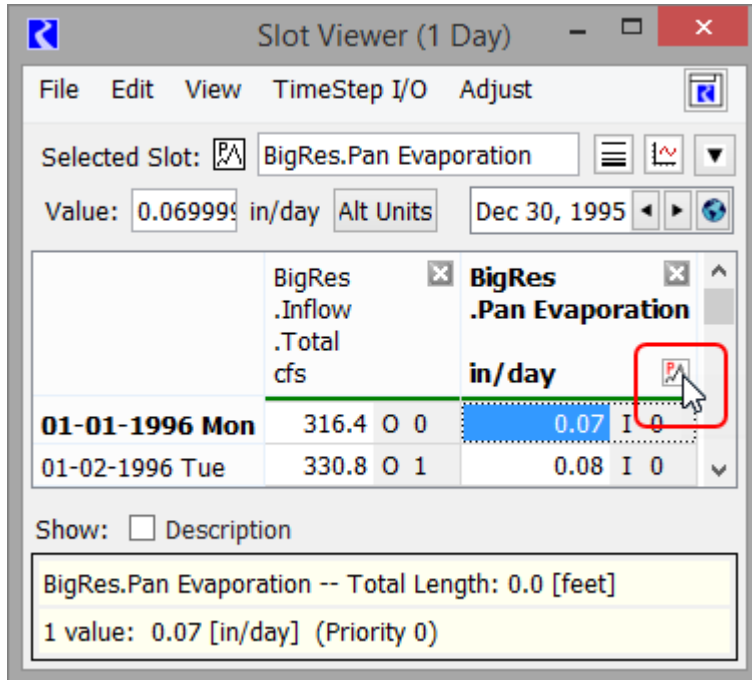 Slot Viewer (1 Day)
File Edit View TimeStep I/O Adjust
Selected Slot: BigRes.Pan Evaporation
Value: 0.069999 in/day Alt Units Dec 30, 1995
BigRes BigRes
.Inflow .Pan Evaporation
.Total
cfs in/day
01-01-1996 Mon 316.4 O 0 0.07 I 0
01-02-1996 Tue 330.8 O 1 0.08 I 0
Show: Description
BigRes.Pan Evaporation -- Total Length: 0.0 [feet]
1 value: 0.07 [in/day] (Priority 0)